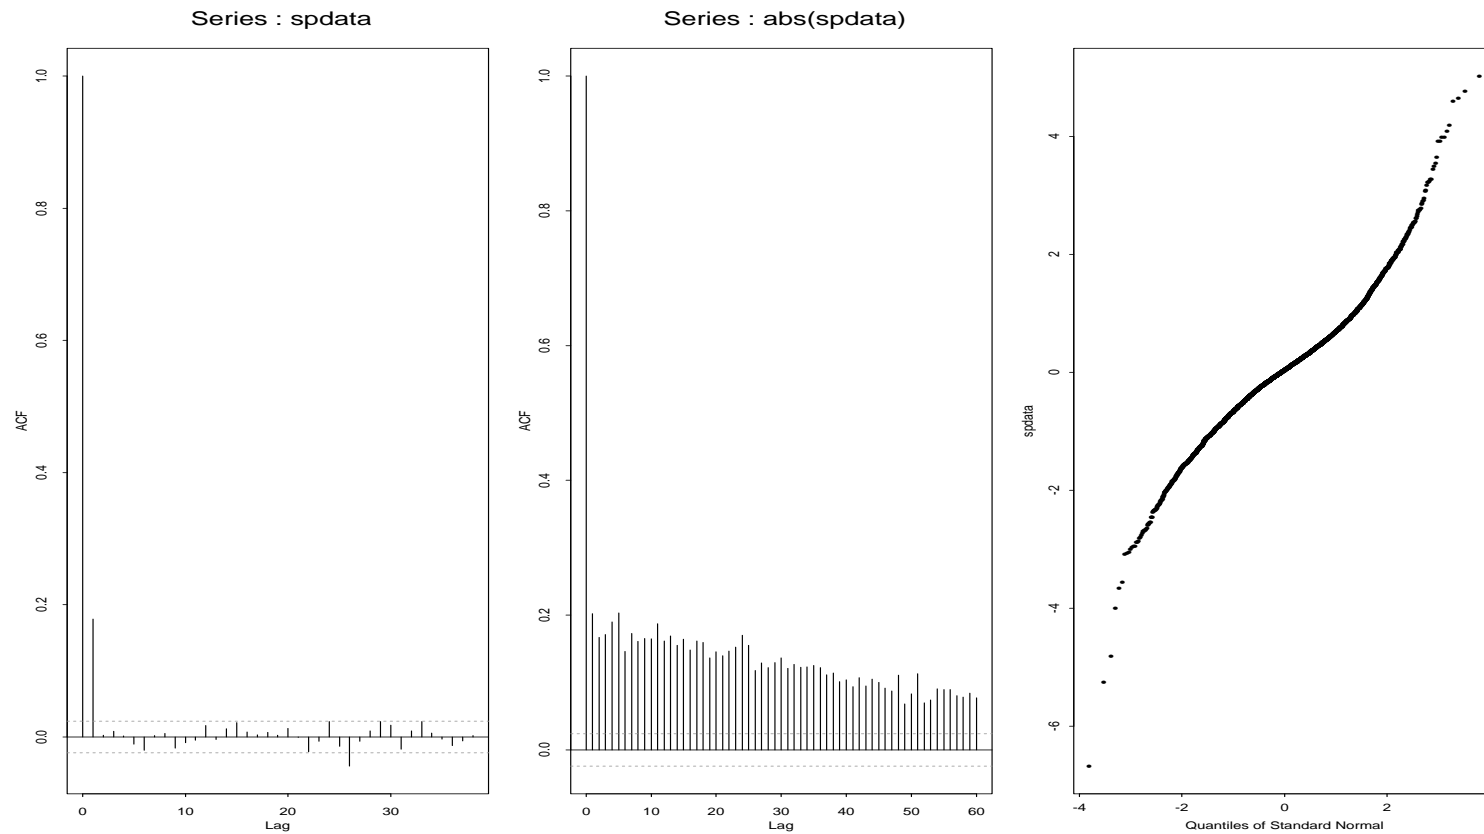 Series : spdata
ACF
1.0
0.8
0.6
0.4
0.2
0.0
0 10 20 30
Lag
Series : abs(spdata)
ACF
1.0
0.8
0.6
0.4
0.2
0.0
0 10 20 30 40 50 60
Lag
spdata
4
2
0
-2
-4
-6
-4 -2 0 2
Quantiles of Standard Normal